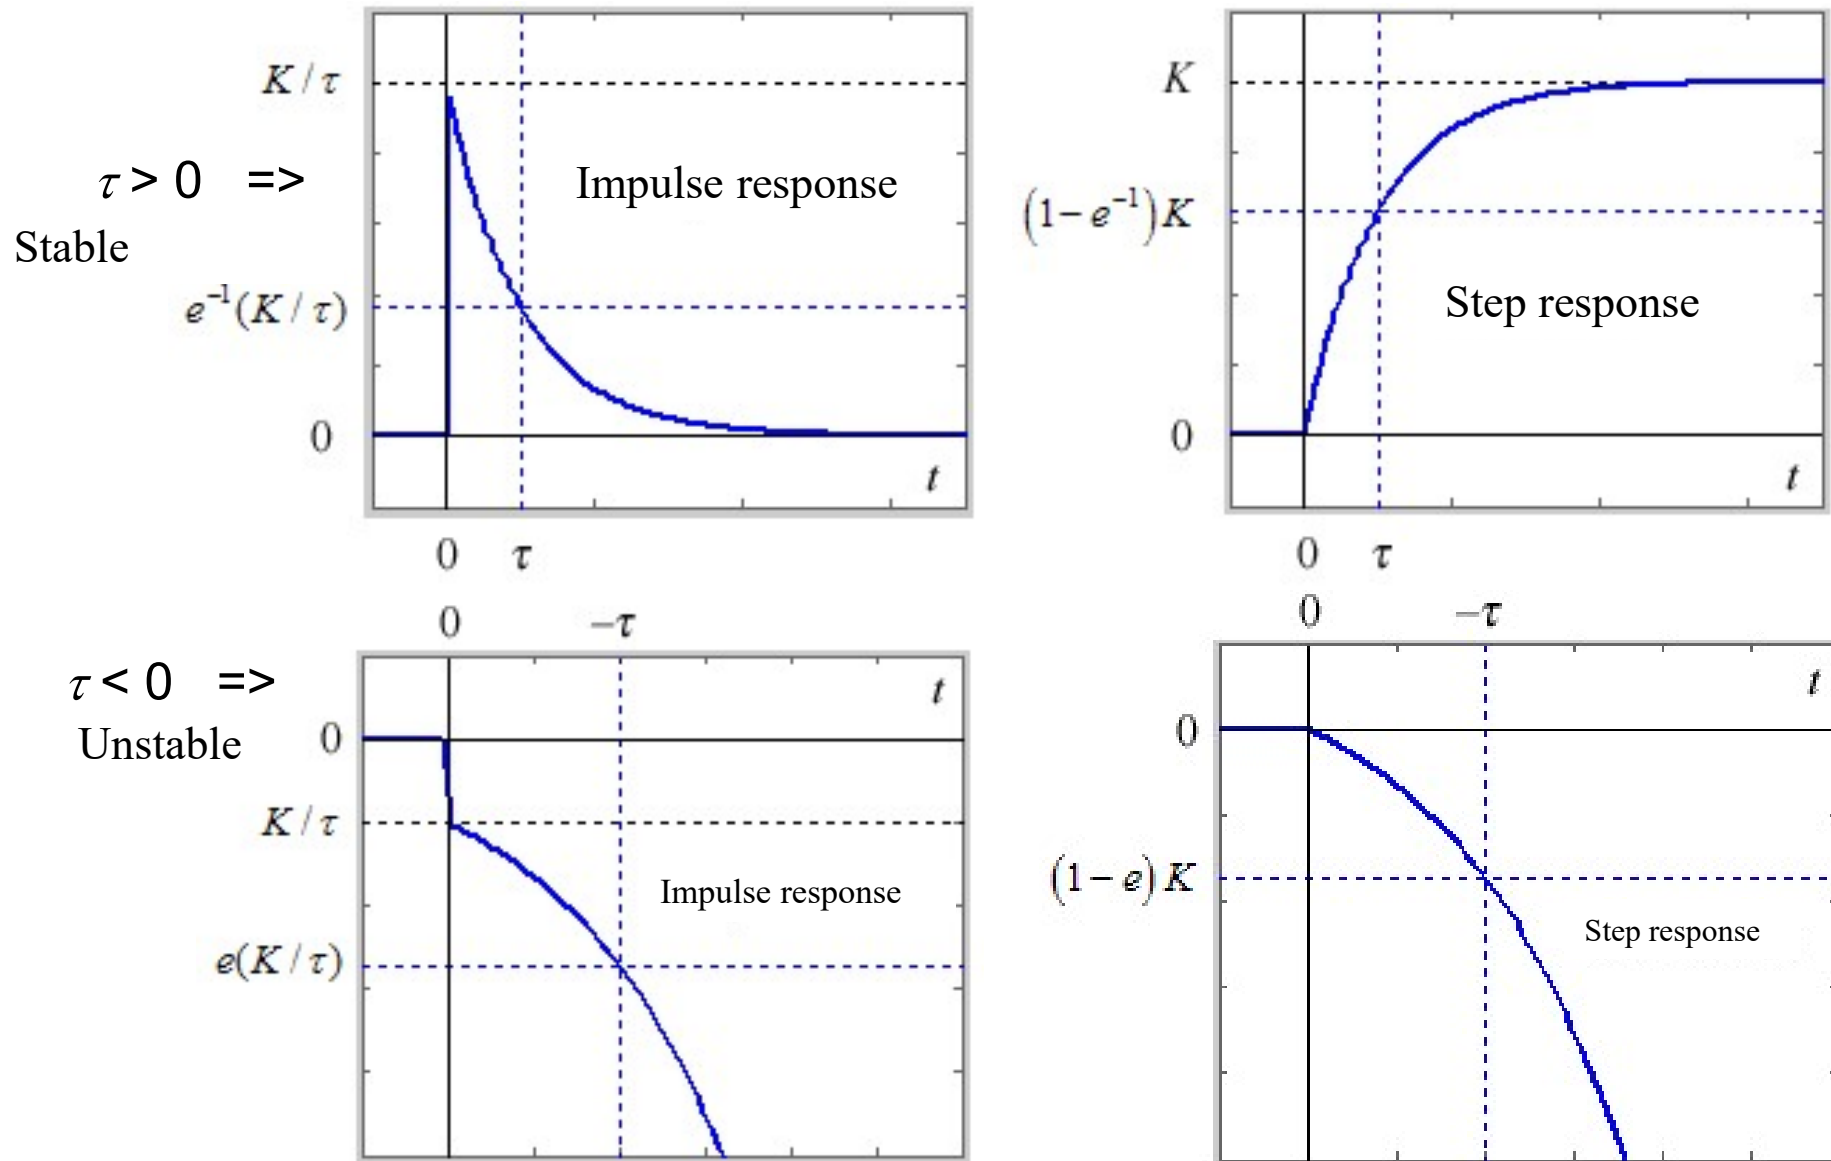 K / τ
τ > 0 =>
Stable
Impulse response
e⁻¹(K / τ)
0
t
0 τ
K
(1−e⁻¹)K
Step response
0
t
0 τ
0 −τ
τ < 0 =>
Unstable
t
0
K / τ
Impulse response
e(K / τ)
0 −τ
t
0
(1−e)K
Step response